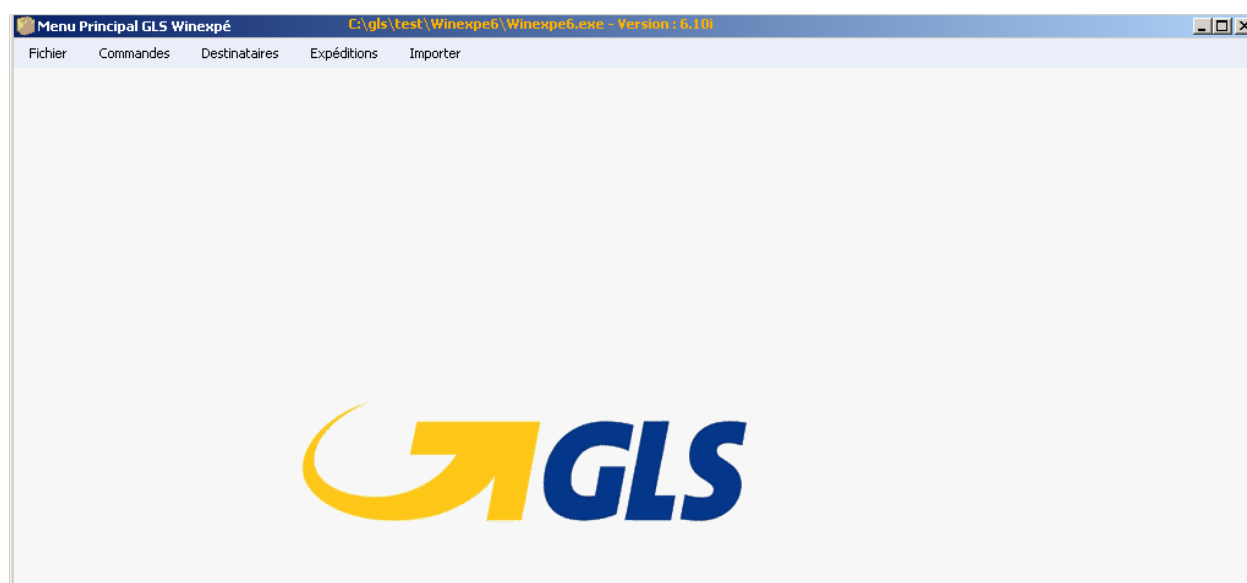 Menu Principal GLS Winexpé C:\gls\test\Winexpe6\Winexpe6.exe - Version : 6.10i
Fichier Commandes Destinataires Expéditions Importer
GLS